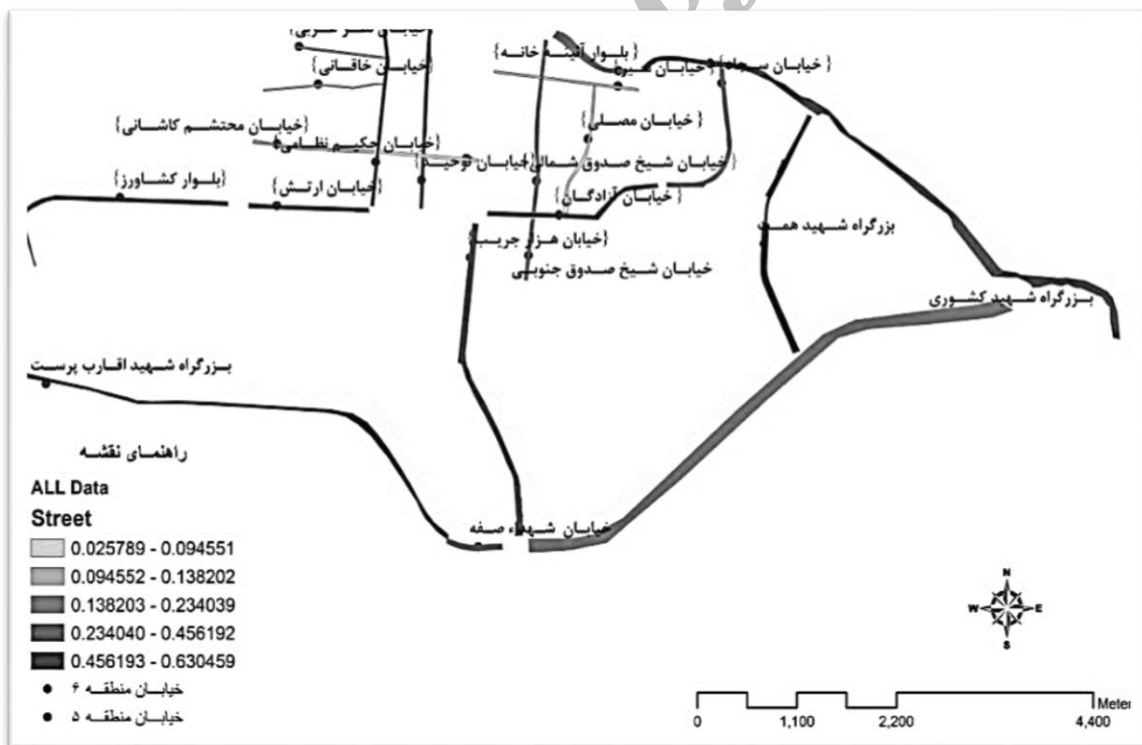 {بلوار آئینه خانه}
{خیابان سجاد}
{خیابان میر}
{خیابان خاقانی}
{خیابان مصلی}
{خیابان محتشم کاشانی}
{خیابان حکیم نظامی}
{خیابان توحید}
{خیابان شیخ صدوق شمالی}
{بلوار کشاورز}
{خیابان ارتش}
{خیابان آزادگان}
بزرگراه شهید همت
{خیابان هزار جریب}
خیابان شیخ صدوق جنوبی
بزرگراه شهید کشوری
بزرگراه شهید اقارب پرست
خیابان شهداء صفه
راهنمای نقشه
ALL Data
Street
0.025789 - 0.094551
0.094552 - 0.138202
0.138203 - 0.234039
0.234040 - 0.456192
0.456193 - 0.630459
خیابان منطقه ۶
خیابان منطقه ۵
N
W E
S
Meter
0 1,100 2,200 4,400